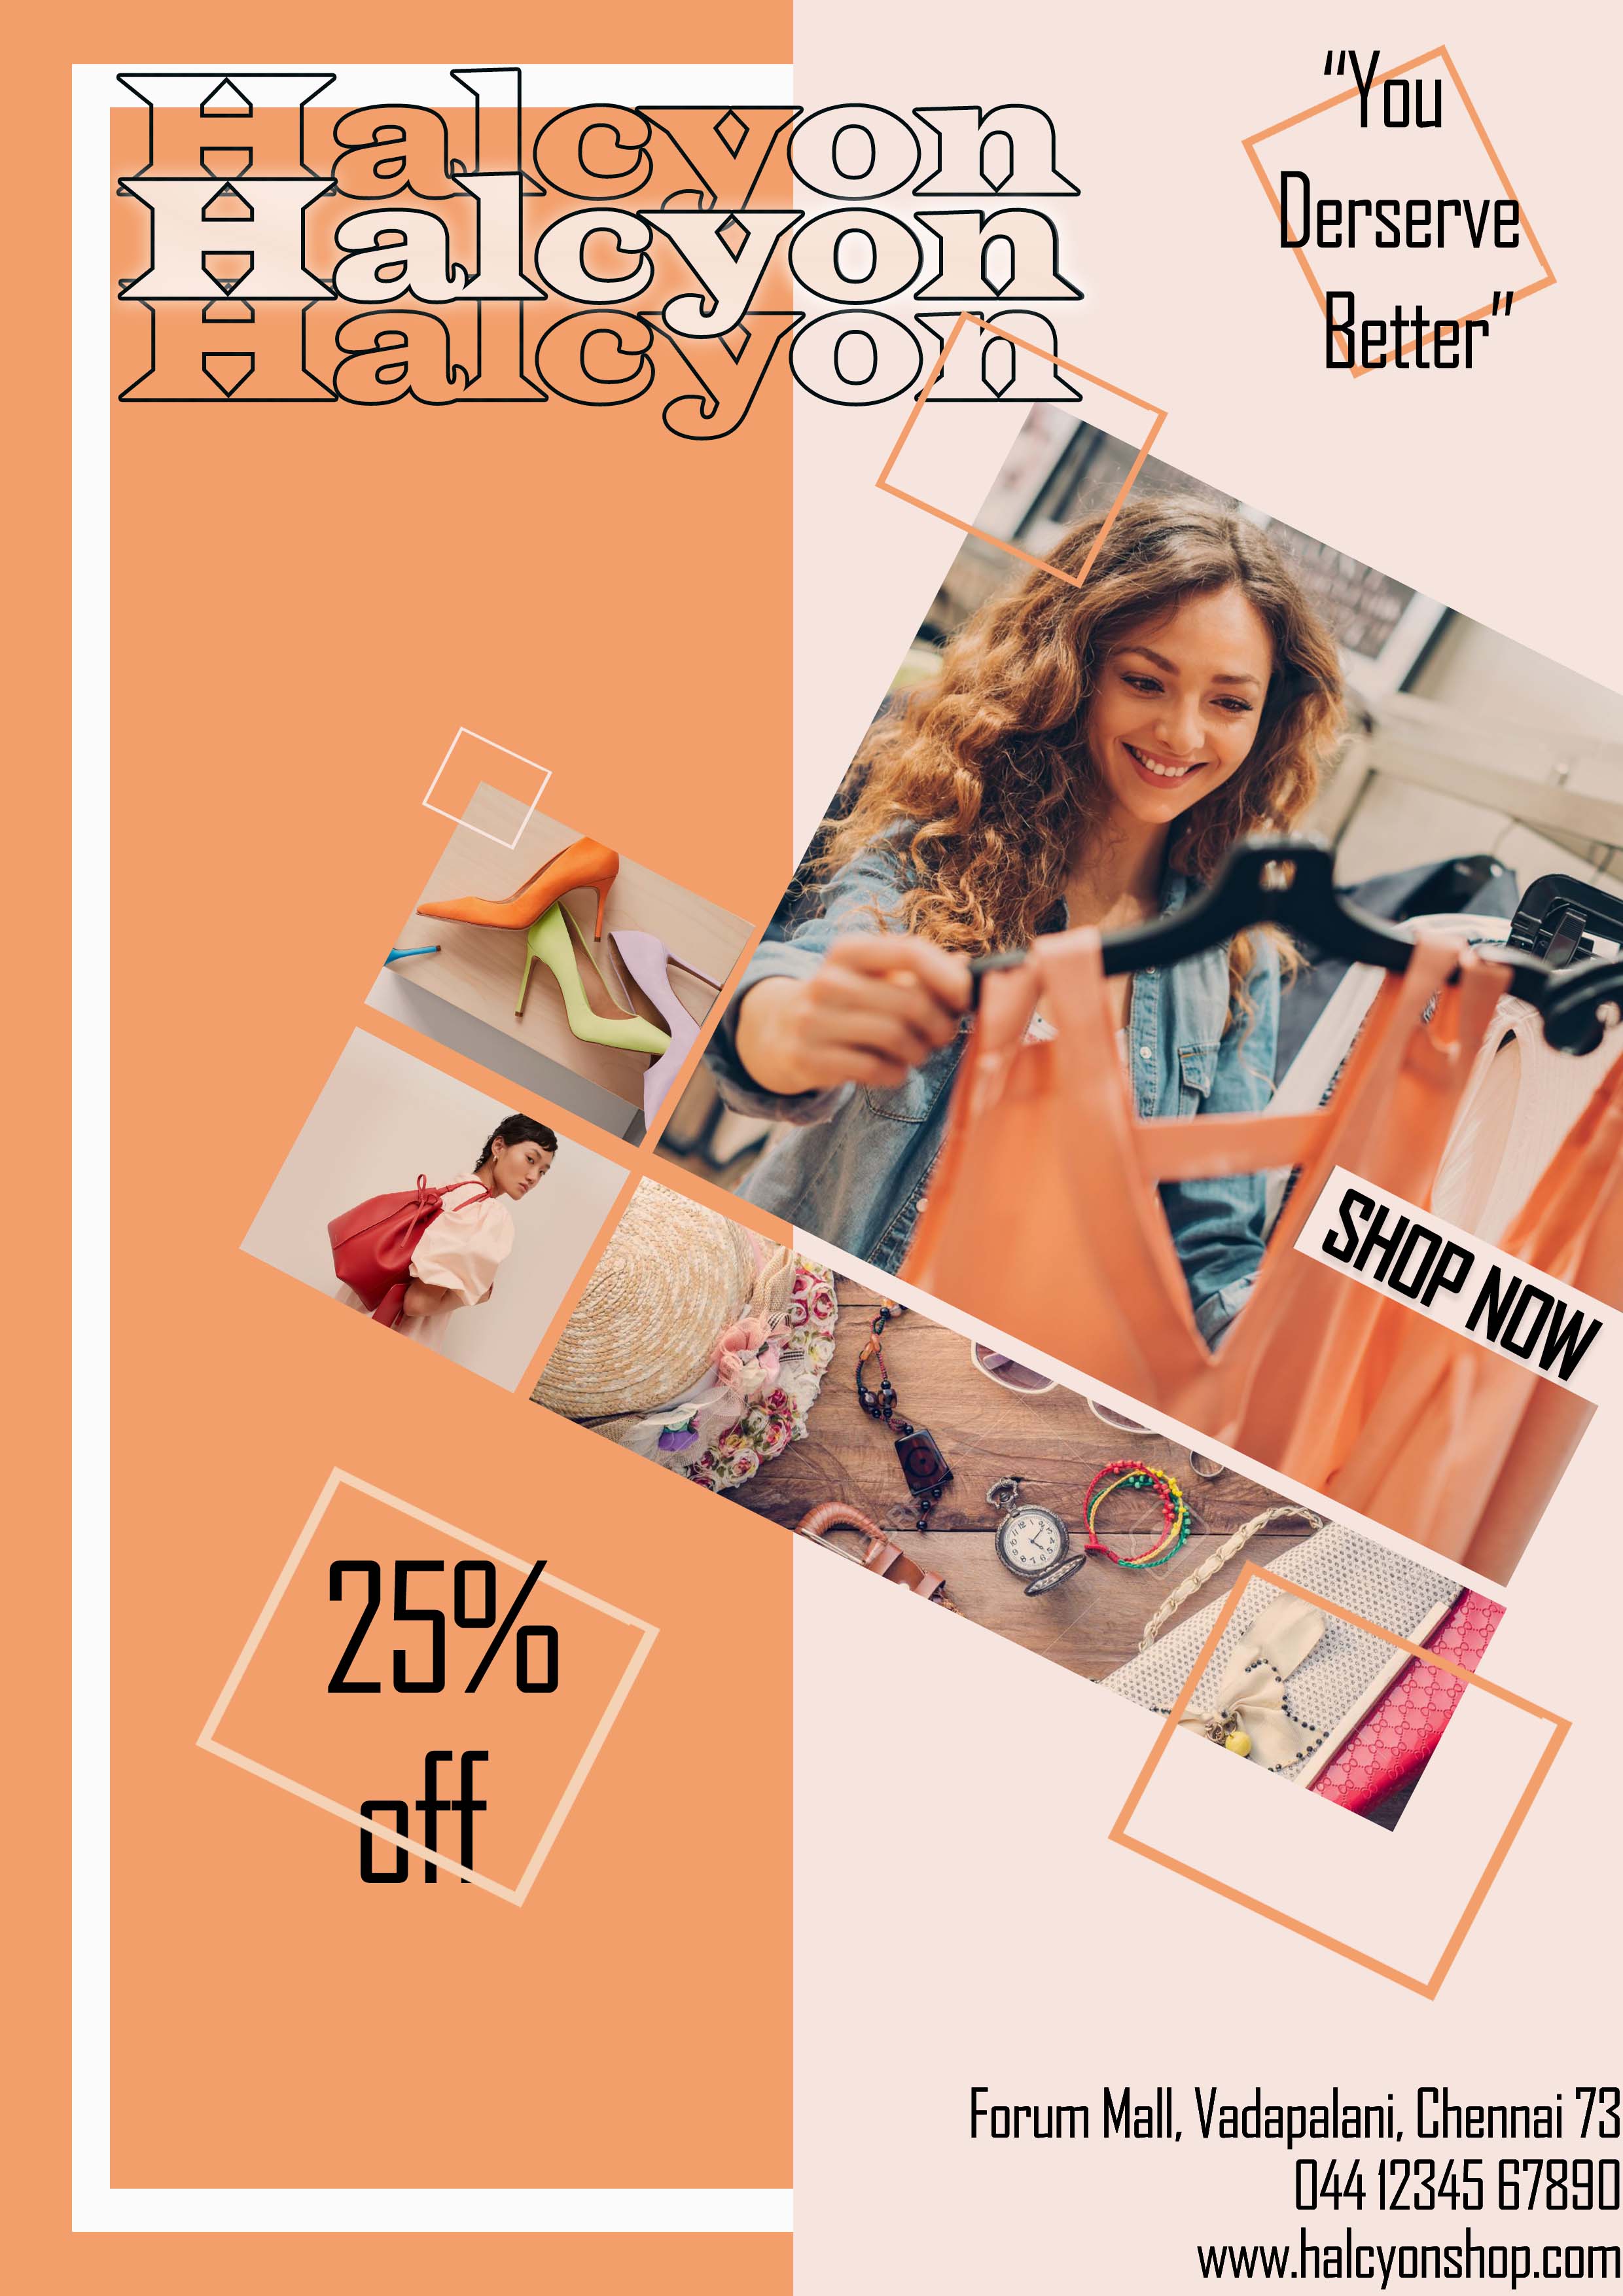 Halcyon
Halcyon
Halcyon
“You
Derserve
Better”
SHOP NOW
25%
off
Forum Mall, Vadapalani, Chennai 73
044 12345 67890
www.halcyonshop.com